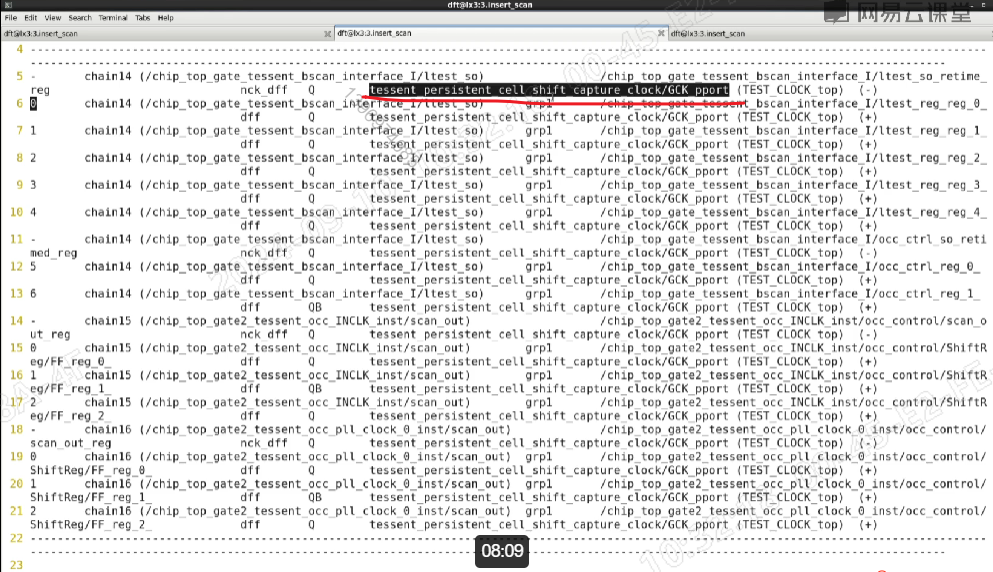 dft@lx3:3.insert_scan
File Edit View Search Terminal Tabs Help
网易云课堂
dft@lx3:3.insert_scan dft@lx3:3.insert_scan dft@lx3:3.insert_scan
4 ------------------------------------------------------------
------------------------------------------------------------
5 - chain14 (/chip_top_gate_tessent_bscan_interface_I/ltest_so) /chip_top_gate_tessent_bscan_interface_I/ltest_so_retime_
reg nck_dff Q tessent_persistent_cell_shift_capture_clock/GCK_pport (TEST_CLOCK_top) (-)
6 0 chain14 (/chip_top_gate_tessent_bscan_interface_I/ltest_so) grp1 /chip_top_gate_tessent_bscan_interface_I/ltest_reg_reg_0_
dff Q tessent_persistent_cell_shift_capture_clock/GCK_pport (TEST_CLOCK_top) (+)
7 1 chain14 (/chip_top_gate_tessent_bscan_interface_I/ltest_so) grp1 /chip_top_gate_tessent_bscan_interface_I/ltest_reg_reg_1_
dff Q tessent_persistent_cell_shift_capture_clock/GCK_pport (TEST_CLOCK_top) (+)
8 2 chain14 (/chip_top_gate_tessent_bscan_interface_I/ltest_so) grp1 /chip_top_gate_tessent_bscan_interface_I/ltest_reg_reg_2_
dff Q tessent_persistent_cell_shift_capture_clock/GCK_pport (TEST_CLOCK_top) (+)
9 3 chain14 (/chip_top_gate_tessent_bscan_interface_I/ltest_so) grp1 /chip_top_gate_tessent_bscan_interface_I/ltest_reg_reg_3_
dff Q tessent_persistent_cell_shift_capture_clock/GCK_pport (TEST_CLOCK_top) (+)
10 4 chain14 (/chip_top_gate_tessent_bscan_interface_I/ltest_so) grp1 /chip_top_gate_tessent_bscan_interface_I/ltest_reg_reg_4_
dff Q tessent_persistent_cell_shift_capture_clock/GCK_pport (TEST_CLOCK_top) (+)
11 - chain14 (/chip_top_gate_tessent_bscan_interface_I/ltest_so) /chip_top_gate_tessent_bscan_interface_I/occ_ctrl_so_reti
med_reg nck_dff Q tessent_persistent_cell_shift_capture_clock/GCK_pport (TEST_CLOCK_top) (-)
12 5 chain14 (/chip_top_gate_tessent_bscan_interface_I/ltest_so) grp1 /chip_top_gate_tessent_bscan_interface_I/occ_ctrl_reg_0_
dff Q tessent_persistent_cell_shift_capture_clock/GCK_pport (TEST_CLOCK_top) (+)
13 6 chain14 (/chip_top_gate_tessent_bscan_interface_I/ltest_so) grp1 /chip_top_gate_tessent_bscan_interface_I/occ_ctrl_reg_1_
dff QB tessent_persistent_cell_shift_capture_clock/GCK_pport (TEST_CLOCK_top) (+)
14 - chain15 (/chip_top_gate2_tessent_occ_INCLK_inst/scan_out) /chip_top_gate2_tessent_occ_INCLK_inst/occ_control/scan_o
ut_reg nck_dff Q tessent_persistent_cell_shift_capture_clock/GCK_pport (TEST_CLOCK_top) (-)
15 0 chain15 (/chip_top_gate2_tessent_occ_INCLK_inst/scan_out) grp1 /chip_top_gate2_tessent_occ_INCLK_inst/occ_control/ShiftR
eg/FF_reg_0_ dff Q tessent_persistent_cell_shift_capture_clock/GCK_pport (TEST_CLOCK_top) (+)
16 1 chain15 (/chip_top_gate2_tessent_occ_INCLK_inst/scan_out) grp1 /chip_top_gate2_tessent_occ_INCLK_inst/occ_control/ShiftR
eg/FF_reg_1_ dff QB tessent_persistent_cell_shift_capture_clock/GCK_pport (TEST_CLOCK_top) (+)
17 2 chain15 (/chip_top_gate2_tessent_occ_INCLK_inst/scan_out) grp1 /chip_top_gate2_tessent_occ_INCLK_inst/occ_control/ShiftR
eg/FF_reg_2_ dff Q tessent_persistent_cell_shift_capture_clock/GCK_pport (TEST_CLOCK_top) (+)
18 - chain16 (/chip_top_gate2_tessent_occ_pll_clock_0_inst/scan_out) /chip_top_gate2_tessent_occ_pll_clock_0_inst/occ_control/
scan_out_reg nck_dff Q tessent_persistent_cell_shift_capture_clock/GCK_pport (TEST_CLOCK_top) (-)
19 0 chain16 (/chip_top_gate2_tessent_occ_pll_clock_0_inst/scan_out) grp1 /chip_top_gate2_tessent_occ_pll_clock_0_inst/occ_control/
ShiftReg/FF_reg_0_ dff Q tessent_persistent_cell_shift_capture_clock/GCK_pport (TEST_CLOCK_top) (+)
20 1 chain16 (/chip_top_gate2_tessent_occ_pll_clock_0_inst/scan_out) grp1 /chip_top_gate2_tessent_occ_pll_clock_0_inst/occ_control/
ShiftReg/FF_reg_1_ dff QB tessent_persistent_cell_shift_capture_clock/GCK_pport (TEST_CLOCK_top) (+)
21 2 chain16 (/chip_top_gate2_tessent_occ_pll_clock_0_inst/scan_out) grp1 /chip_top_gate2_tessent_occ_pll_clock_0_inst/occ_control/
ShiftReg/FF_reg_2_ dff Q tessent_persistent_cell_shift_capture_clock/GCK_pport (TEST_CLOCK_top) (+)
22 ------------------------------------------------------------
------------------------------------------------------------
08:09
23